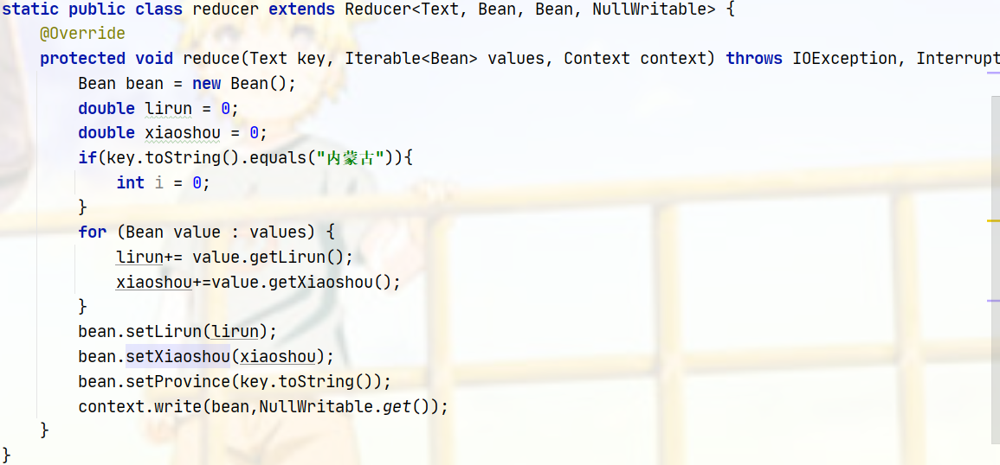 static public class reducer extends Reducer<Text, Bean, Bean, NullWritable> {
    @Override
    protected void reduce(Text key, Iterable<Bean> values, Context context) throws IOException, Interrupt
        Bean bean = new Bean();
        double lirun = 0;
        double xiaoshou = 0;
        if(key.toString().equals("内蒙古")){
            int i = 0;
        }
        for (Bean value : values) {
            lirun+= value.getLirun();
            xiaoshou+=value.getXiaoshou();
        }
        bean.setLirun(lirun);
        bean.setXiaoshou(xiaoshou);
        bean.setProvince(key.toString());
        context.write(bean,NullWritable.get());
    }
}